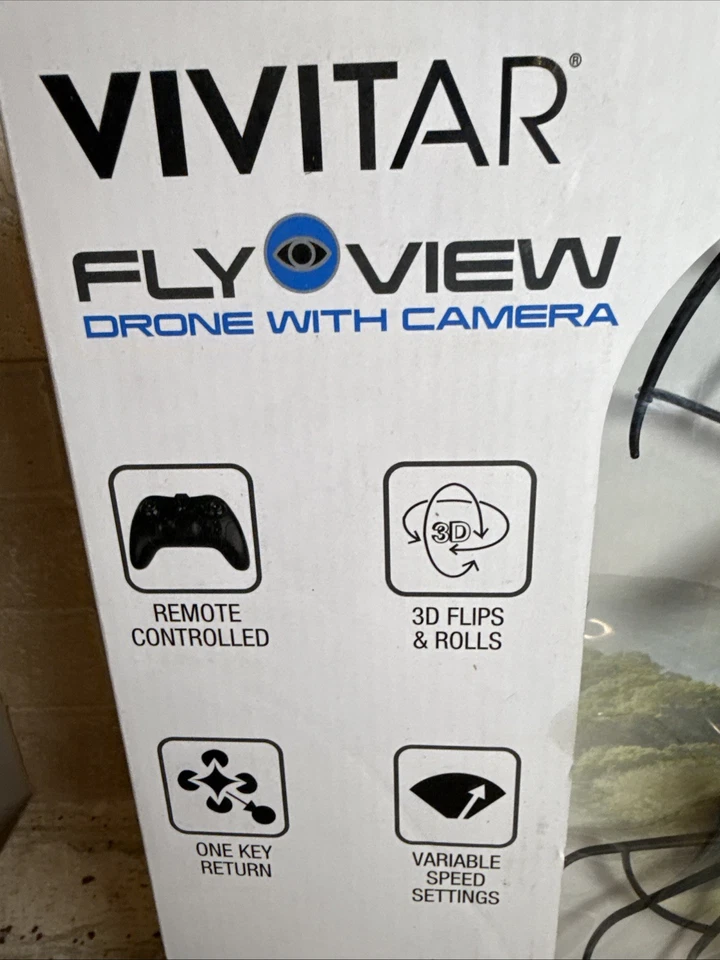 VIVITAR®
FLY VIEW
DRONE WITH CAMERA
REMOTE
CONTROLLED
3D
3D FLIPS
& ROLLS
ONE KEY
RETURN
VARIABLE
SPEED
SETTINGS